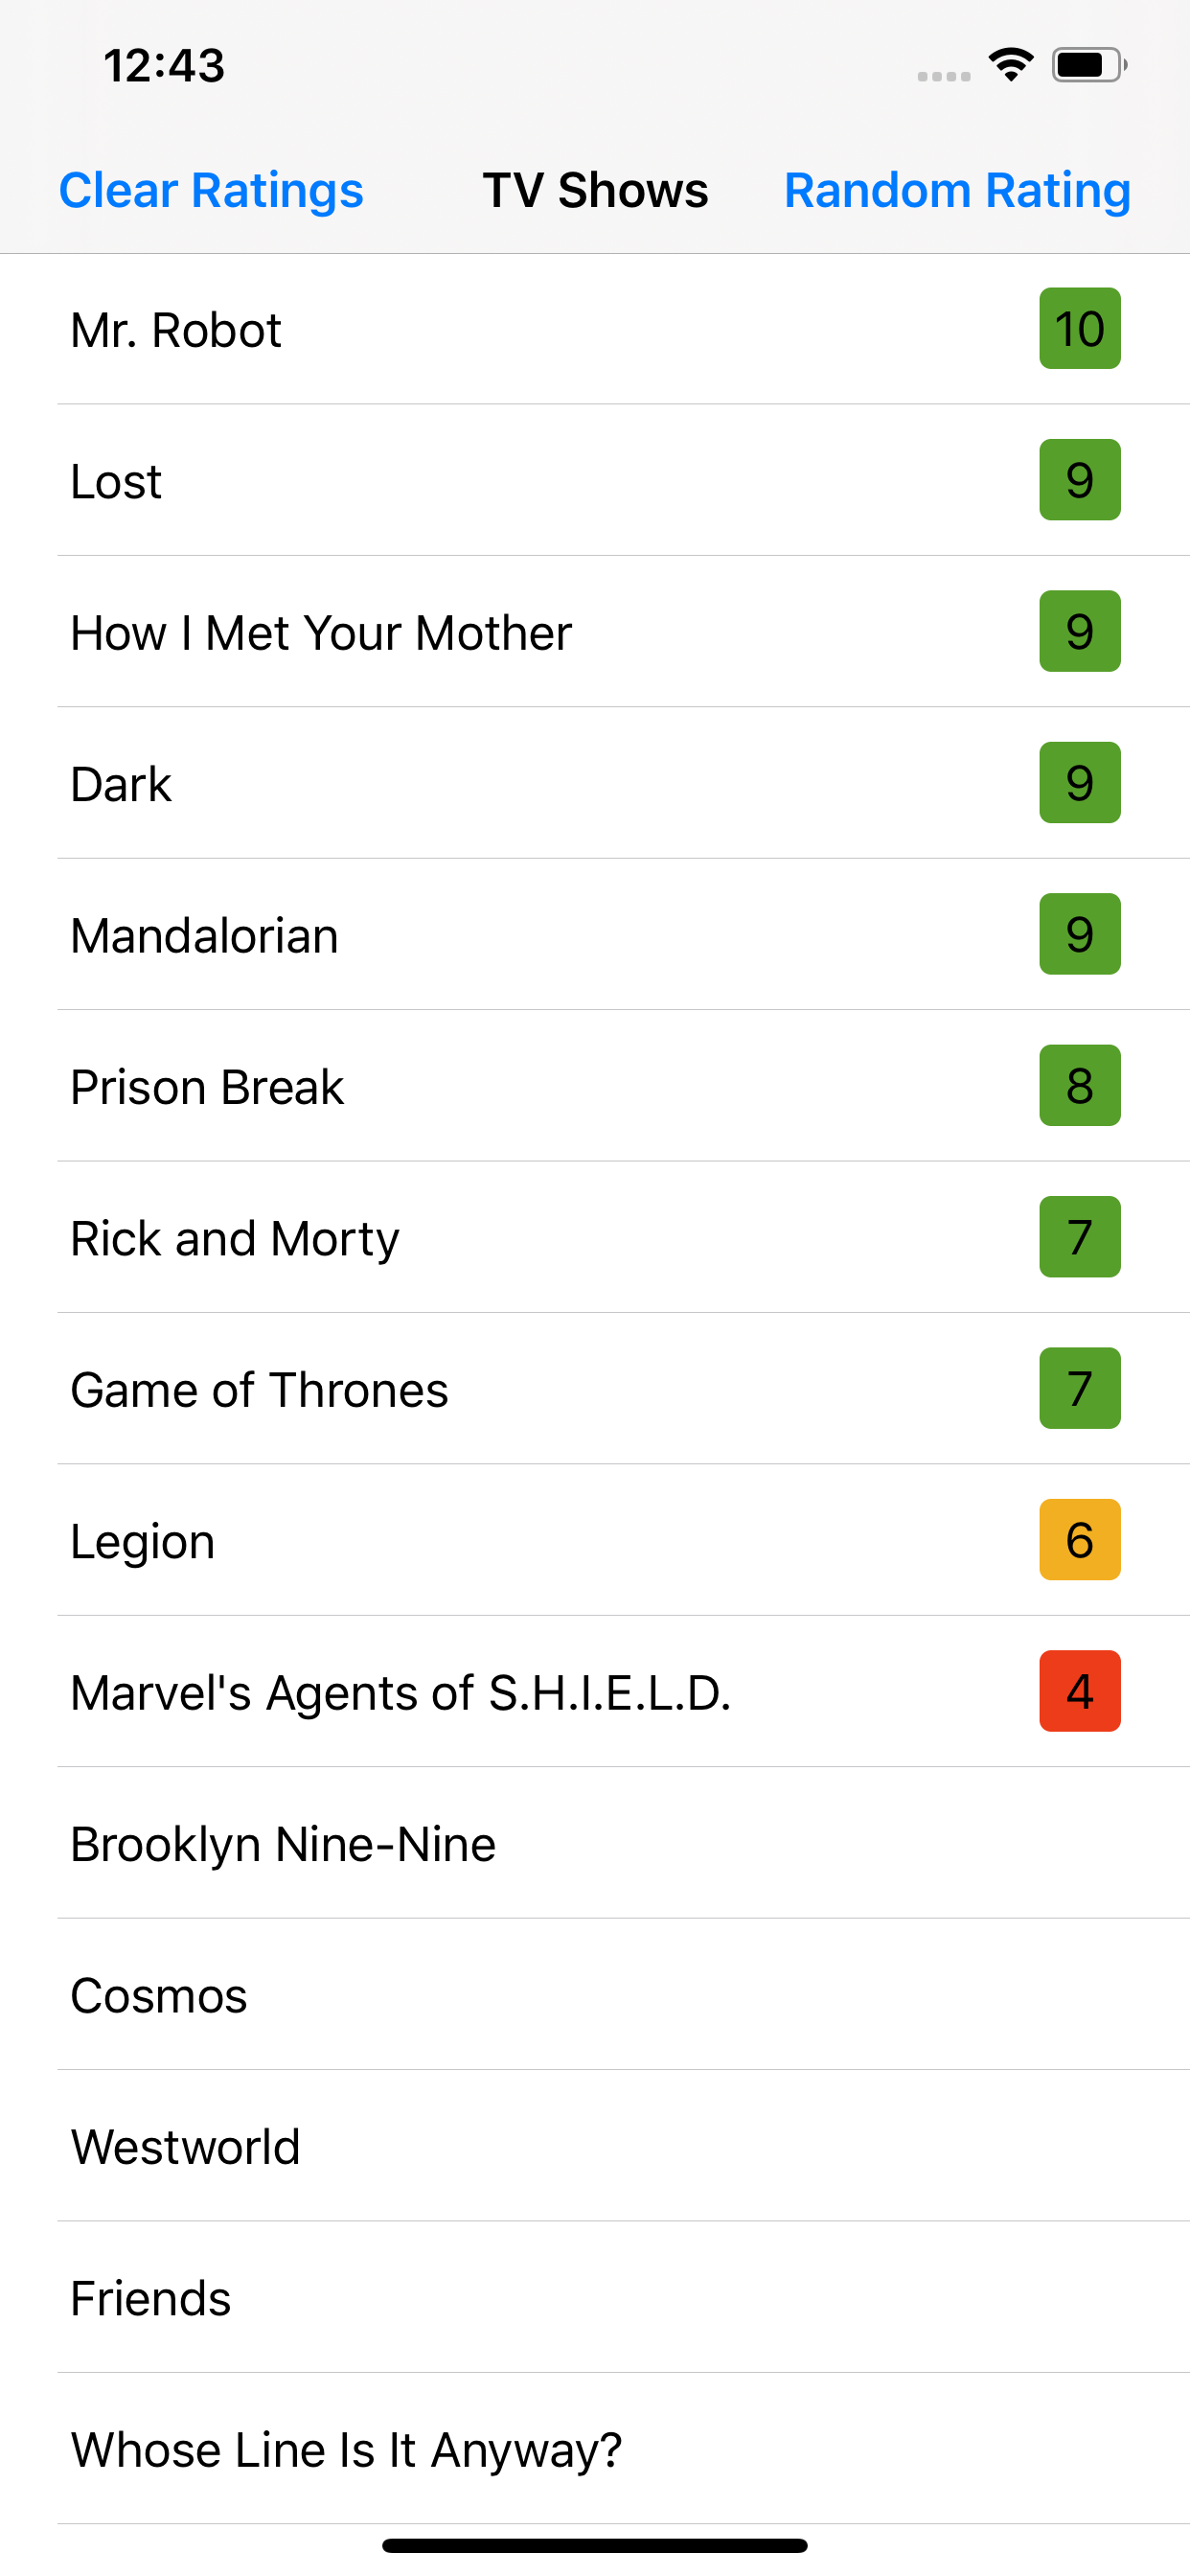 12:43
Clear Ratings TV Shows Random Rating
Mr. Robot 10
Lost 9
How I Met Your Mother 9
Dark 9
Mandalorian 9
Prison Break 8
Rick and Morty 7
Game of Thrones 7
Legion 6
Marvel's Agents of S.H.I.E.L.D. 4
Brooklyn Nine-Nine
Cosmos
Westworld
Friends
Whose Line Is It Anyway?